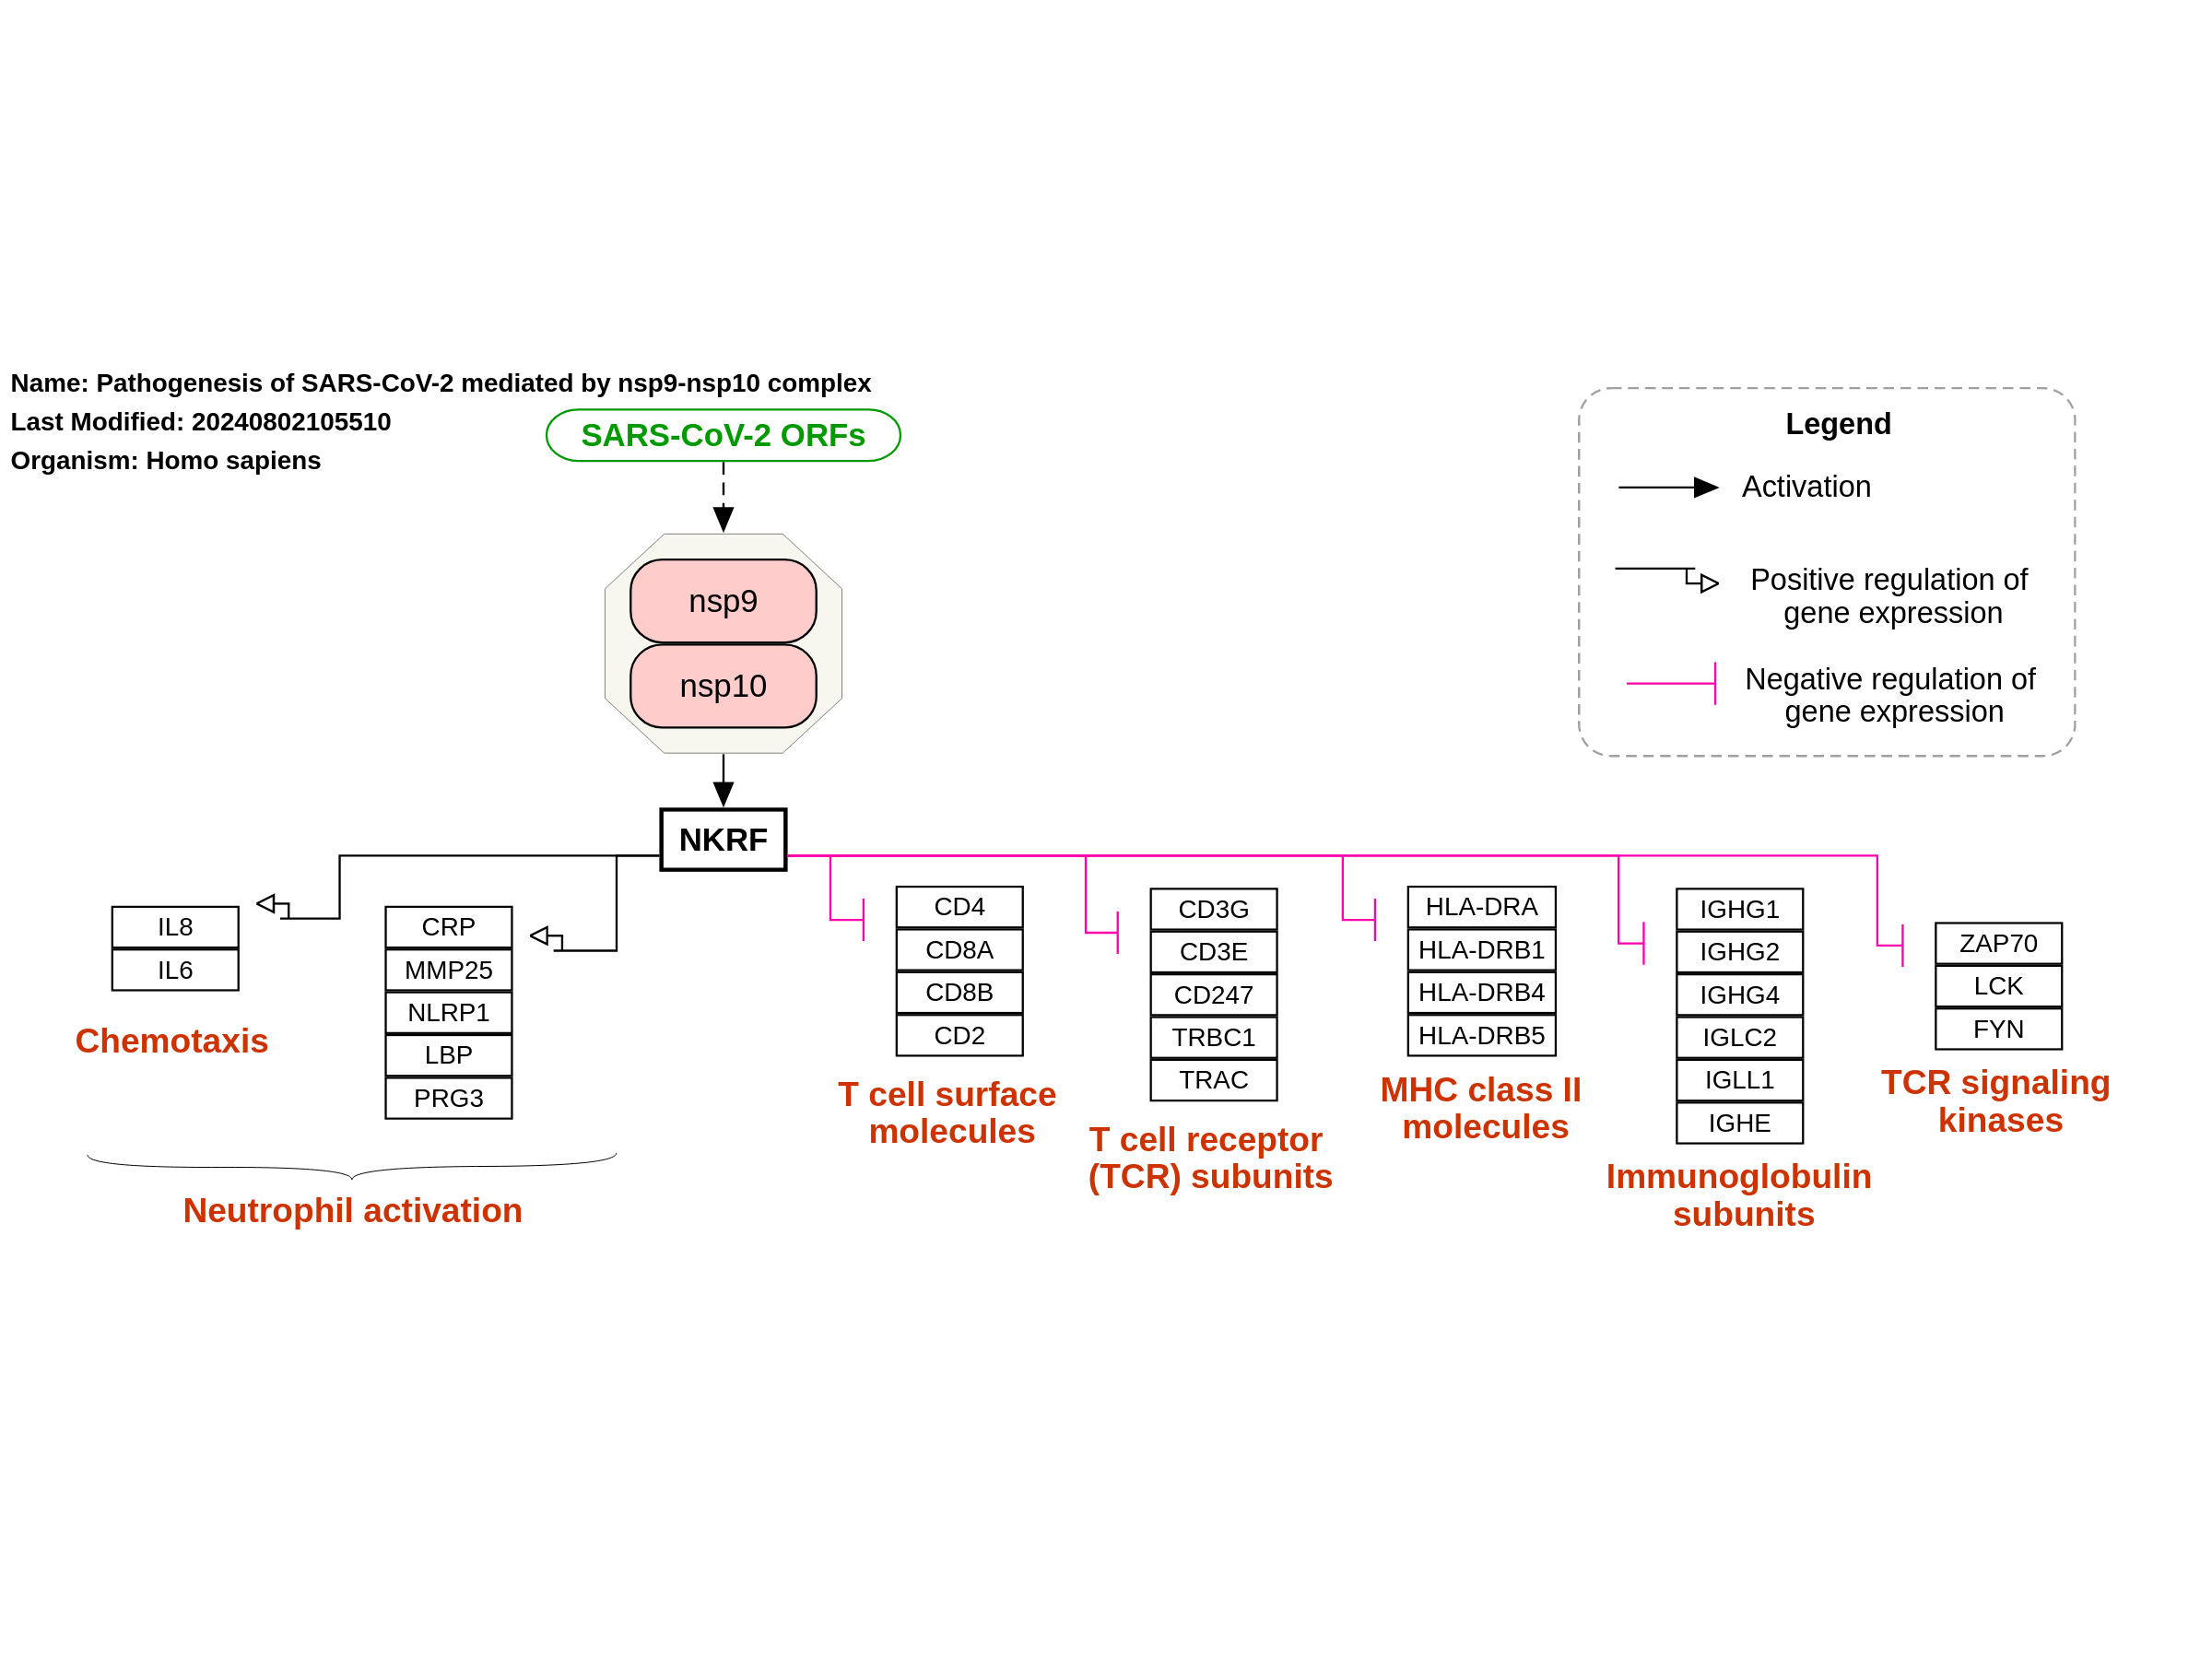 Name: Pathogenesis of SARS-CoV-2 mediated by nsp9-nsp10 complex
Last Modified: 20240802105510
Organism: Homo sapiens
SARS-CoV-2 ORFs
nsp9
nsp10
NKRF
Legend
Activation
Positive regulation of
gene expression
Negative regulation of
gene expression
IL8
IL6
Chemotaxis
CRP
MMP25
NLRP1
LBP
PRG3
Neutrophil activation
CD4
CD8A
CD8B
CD2
T cell surface
molecules
CD3G
CD3E
CD247
TRBC1
TRAC
T cell receptor
(TCR) subunits
HLA-DRA
HLA-DRB1
HLA-DRB4
HLA-DRB5
MHC class II
molecules
IGHG1
IGHG2
IGHG4
IGLC2
IGLL1
IGHE
Immunoglobulin
subunits
ZAP70
LCK
FYN
TCR signaling
kinases